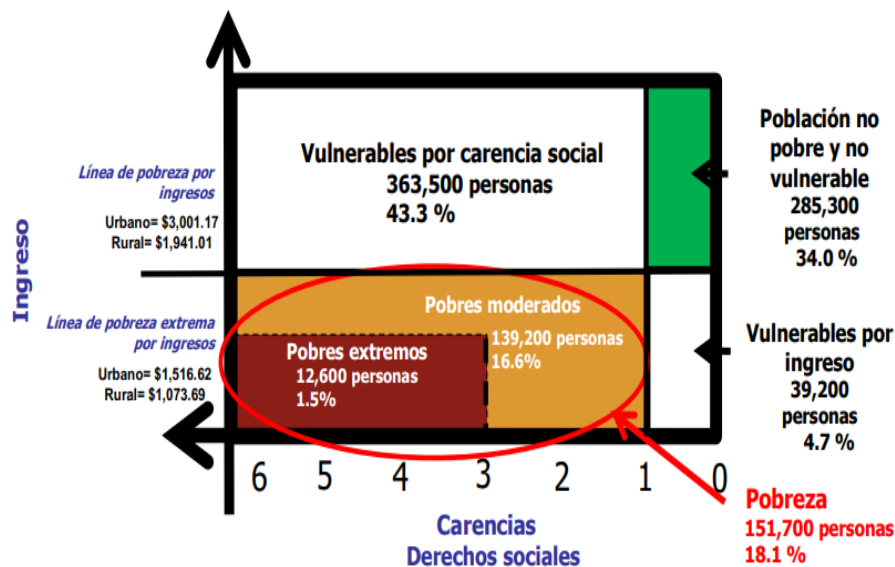 Ingreso
Línea de pobreza por
ingresos
Urbano= $3,001.17
Rural= $1,941.01
Línea de pobreza extrema
por ingresos
Urbano= $1,516.62
Rural= $1,073.69
Vulnerables por carencia social
363,500 personas
43.3 %
Población no
pobre y no
vulnerable
285,300
personas
34.0 %
Pobres moderados
139,200 personas
16.6%
Pobres extremos
12,600 personas
1.5%
Vulnerables por
ingreso
39,200
personas
4.7 %
6 5 4 3 2 1 0
Carencias
Derechos sociales
Pobreza
151,700 personas
18.1 %